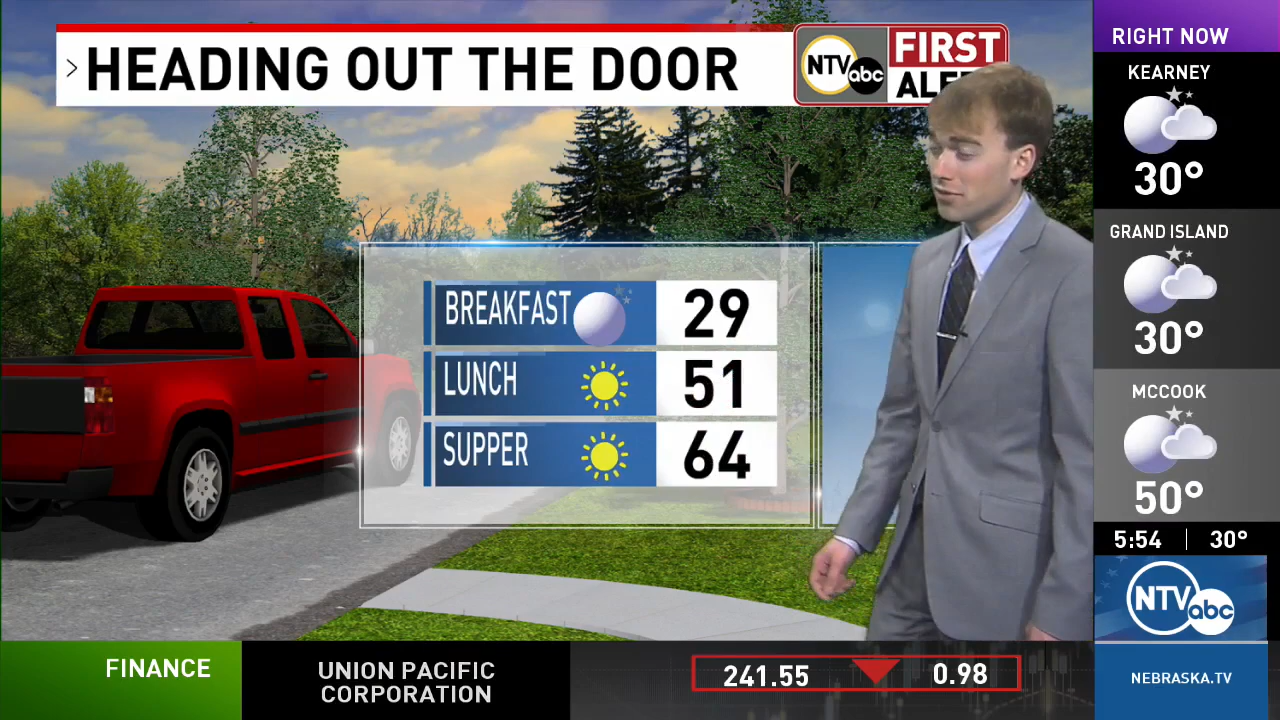 > HEADING OUT THE DOOR
NTV abc
FIRST
BREAKFAST 29
LUNCH 51
SUPPER 64
RIGHT NOW
KEARNEY
30°
GRAND ISLAND
30°
MCCOOK
50°
5:54 | 30°
NTV abc
NEBRASKA.TV
FINANCE
UNION PACIFIC
CORPORATION
241.55 ▼ 0.98